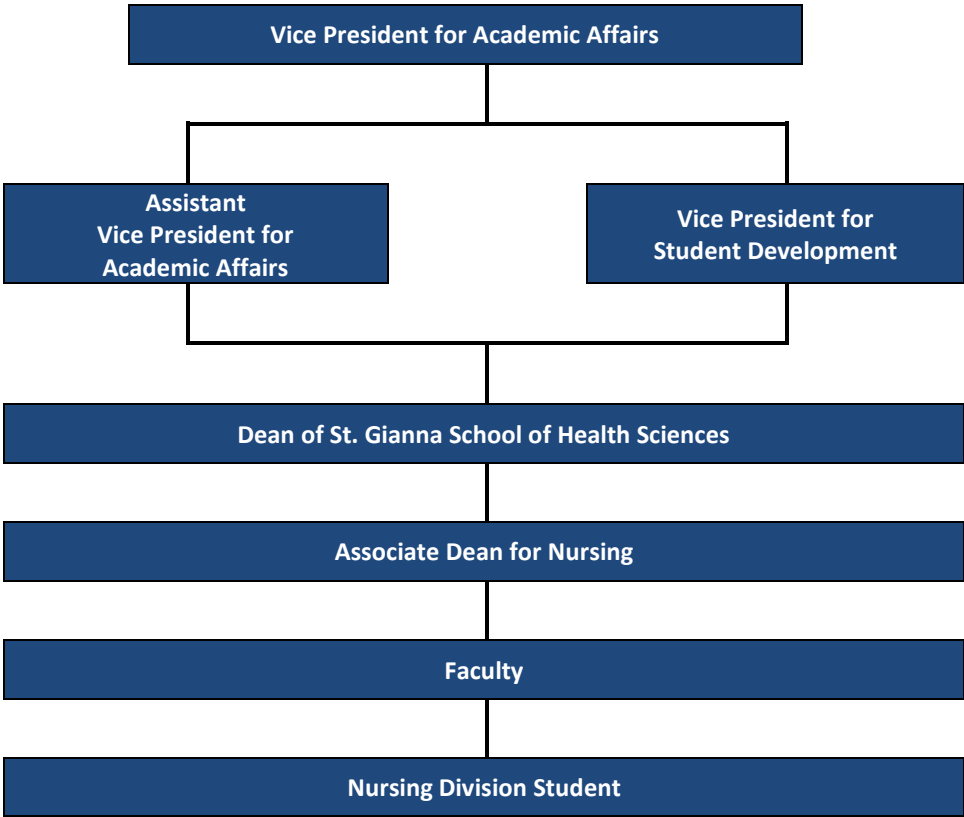 Vice President for Academic Affairs
Assistant
Vice President for
Academic Affairs
Vice President for
Student Development
Dean of St. Gianna School of Health Sciences
Associate Dean for Nursing
Faculty
Nursing Division Student